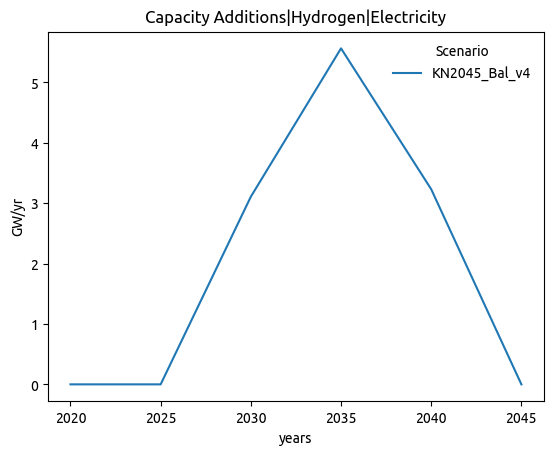 Capacity Additions|Hydrogen|Electricity
Scenario
KN2045_Bal_v4
GW/yr
5
4
3
2
1
0
2020 2025 2030 2035 2040 2045
years